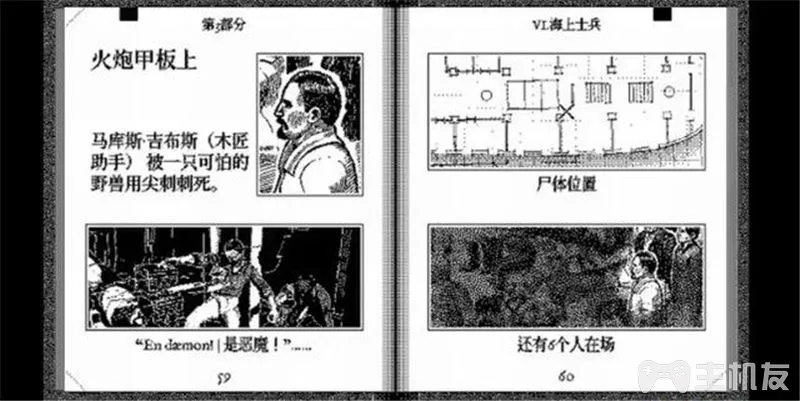 第5部分
火炮甲板上
马库斯·吉布斯（木匠
助手）被一只可怕的
野兽用尖刺刺死。
“En dæmon! | 是恶魔！”……
59
VI.海上士兵
尸体位置
还有6个人在场
60
主机友